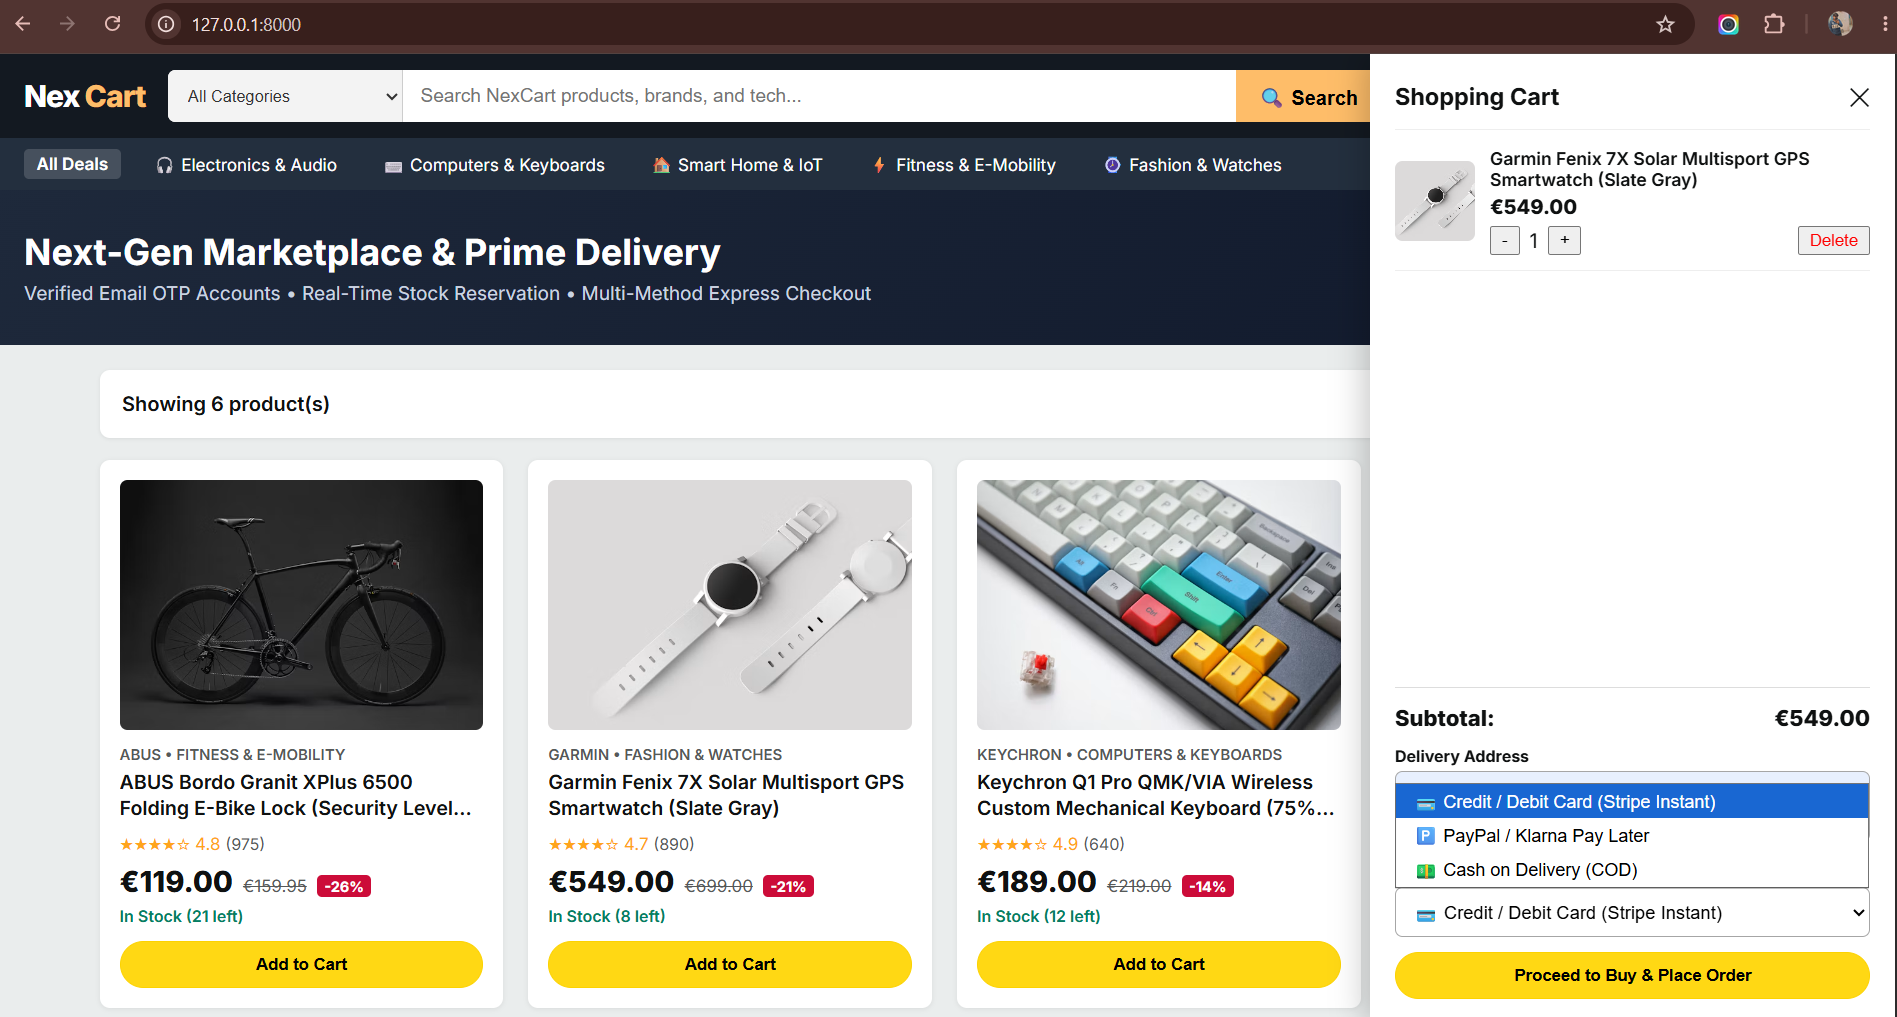 127.0.0.1:8000
Nex Cart
All Categories
Search NexCart products, brands, and tech...
Search
All Deals
Electronics & Audio
Computers & Keyboards
Smart Home & IoT
Fitness & E-Mobility
Fashion & Watches
Next-Gen Marketplace & Prime Delivery
Verified Email OTP Accounts • Real-Time Stock Reservation • Multi-Method Express Checkout
Showing 6 product(s)
ABUS • FITNESS & E-MOBILITY
ABUS Bordo Granit XPlus 6500
Folding E-Bike Lock (Security Level...
★★★★☆ 4.8 (975)
€119.00 €159.95 -26%
In Stock (21 left)
Add to Cart
GARMIN • FASHION & WATCHES
Garmin Fenix 7X Solar Multisport GPS
Smartwatch (Slate Gray)
★★★★☆ 4.7 (890)
€549.00 €699.00 -21%
In Stock (8 left)
Add to Cart
Backspace
Alt
Fn
Ctrl
Enter
Shift
Ins
Del
KEYCHRON • COMPUTERS & KEYBOARDS
Keychron Q1 Pro QMK/VIA Wireless
Custom Mechanical Keyboard (75%...
★★★★☆ 4.9 (640)
€189.00 €219.00 -14%
In Stock (12 left)
Add to Cart
Shopping Cart
Garmin Fenix 7X Solar Multisport GPS
Smartwatch (Slate Gray)
€549.00
- 1 +
Delete
Subtotal: €549.00
Delivery Address
Credit / Debit Card (Stripe Instant)
PayPal / Klarna Pay Later
Cash on Delivery (COD)
Credit / Debit Card (Stripe Instant)
Proceed to Buy & Place Order